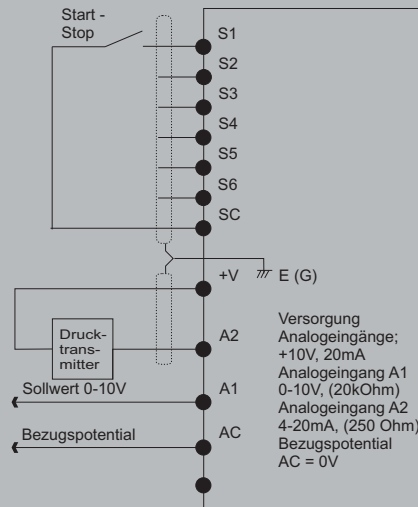 Start -
Stop
S1
S2
S3
S4
S5
S6
SC
+V
E (G)
Druck-
trans-
mitter
A2
Sollwert 0-10V
A1
Bezugspotential
AC
Versorgung
Analogeingänge;
+10V, 20mA
Analogeingang A1
0-10V, (20kOhm)
Analogeingang A2
4-20mA, (250 Ohm)
Bezugspotential
AC = 0V